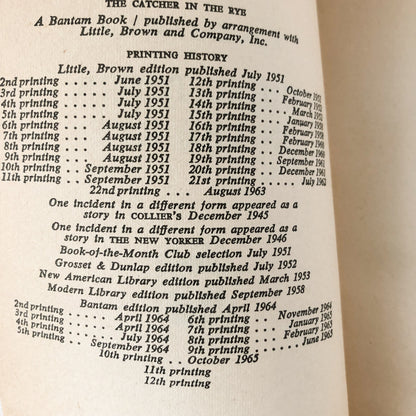 THE CATCHER IN THE RYE
A Bantam Book / published by arrangement with
Little, Brown and Company, Inc.
PRINTING HISTORY
Little, Brown edition published July 1951
2nd printing .... June 1951 12th printing .. October 1951
3rd printing .... July 1951 13th printing . February 1952
4th printing .... July 1951 14th printing ... March 1952
5th printing .... July 1951 15th printing .. January 1958
6th printing .. August 1951 16th printing . February 1958
7th printing .. August 1951 17th printing . February 1960
8th printing .. August 1951 18th printing . December 1960
9th printing .. August 1951 19th printing . September 1961
10th printing . September 1951 20th printing . December 1961
11th printing . September 1951 21st printing .... July 1962
22nd printing .... August 1963
One incident in a different form appeared as a
story in COLLIER'S December 1945
One incident in a different form appeared as a
story in THE NEW YORKER December 1946
Book-of-the-Month Club selection July 1951
Grosset & Dunlap edition published July 1952
New American Library edition published March 1953
Modern Library edition published September 1958
Bantam edition published April 1964
2nd printing .... April 1964 6th printing . November 1964
3rd printing .... April 1964 7th printing .. January 1965
4th printing .... July 1964 8th printing . February 1965
5th printing . September 1964 9th printing .... June 1965
10th printing .. October 1965
11th printing
12th printing